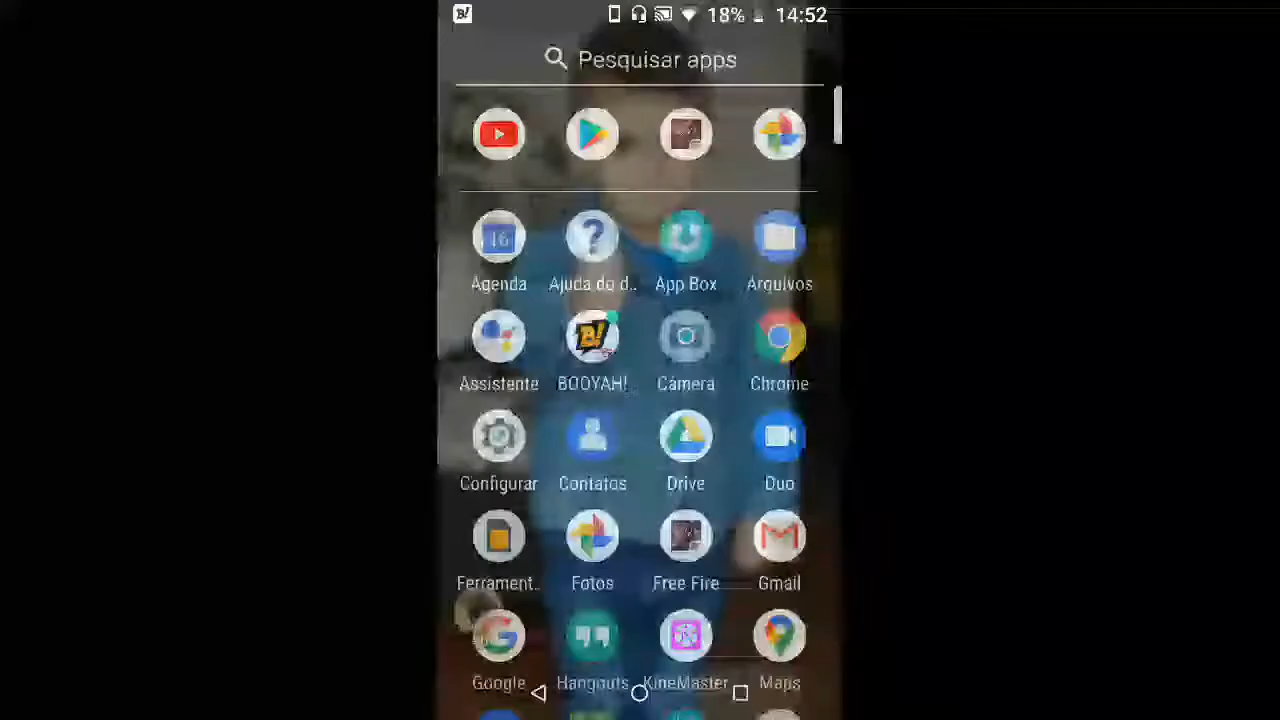 B!
18% 14:52
Pesquisar apps
16
?
Agenda Ajuda do d.. App Box Arquivos
B!
Assistente BOOYAH! Câmera Chrome
Configurar Contatos Drive Duo
Ferrament.. Fotos Free Fire Gmail
Google Hangouts KineMaster Maps